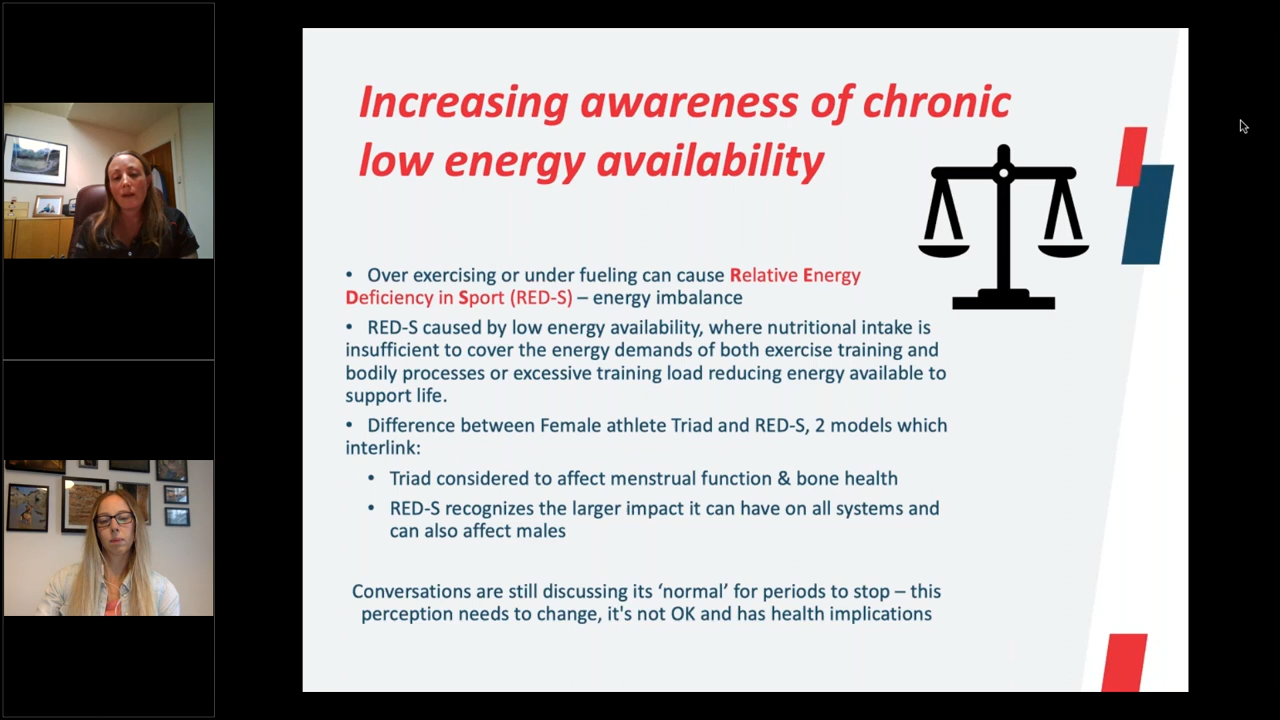 Increasing awareness of chronic
low energy availability
• Over exercising or under fueling can cause Relative Energy
Deficiency in Sport (RED-S) – energy imbalance
• RED-S caused by low energy availability, where nutritional intake is
insufficient to cover the energy demands of both exercise training and
bodily processes or excessive training load reducing energy available to
support life.
• Difference between Female athlete Triad and RED-S, 2 models which
interlink:
• Triad considered to affect menstrual function & bone health
• RED-S recognizes the larger impact it can have on all systems and
can also affect males
Conversations are still discussing its ‘normal’ for periods to stop – this
perception needs to change, it's not OK and has health implications